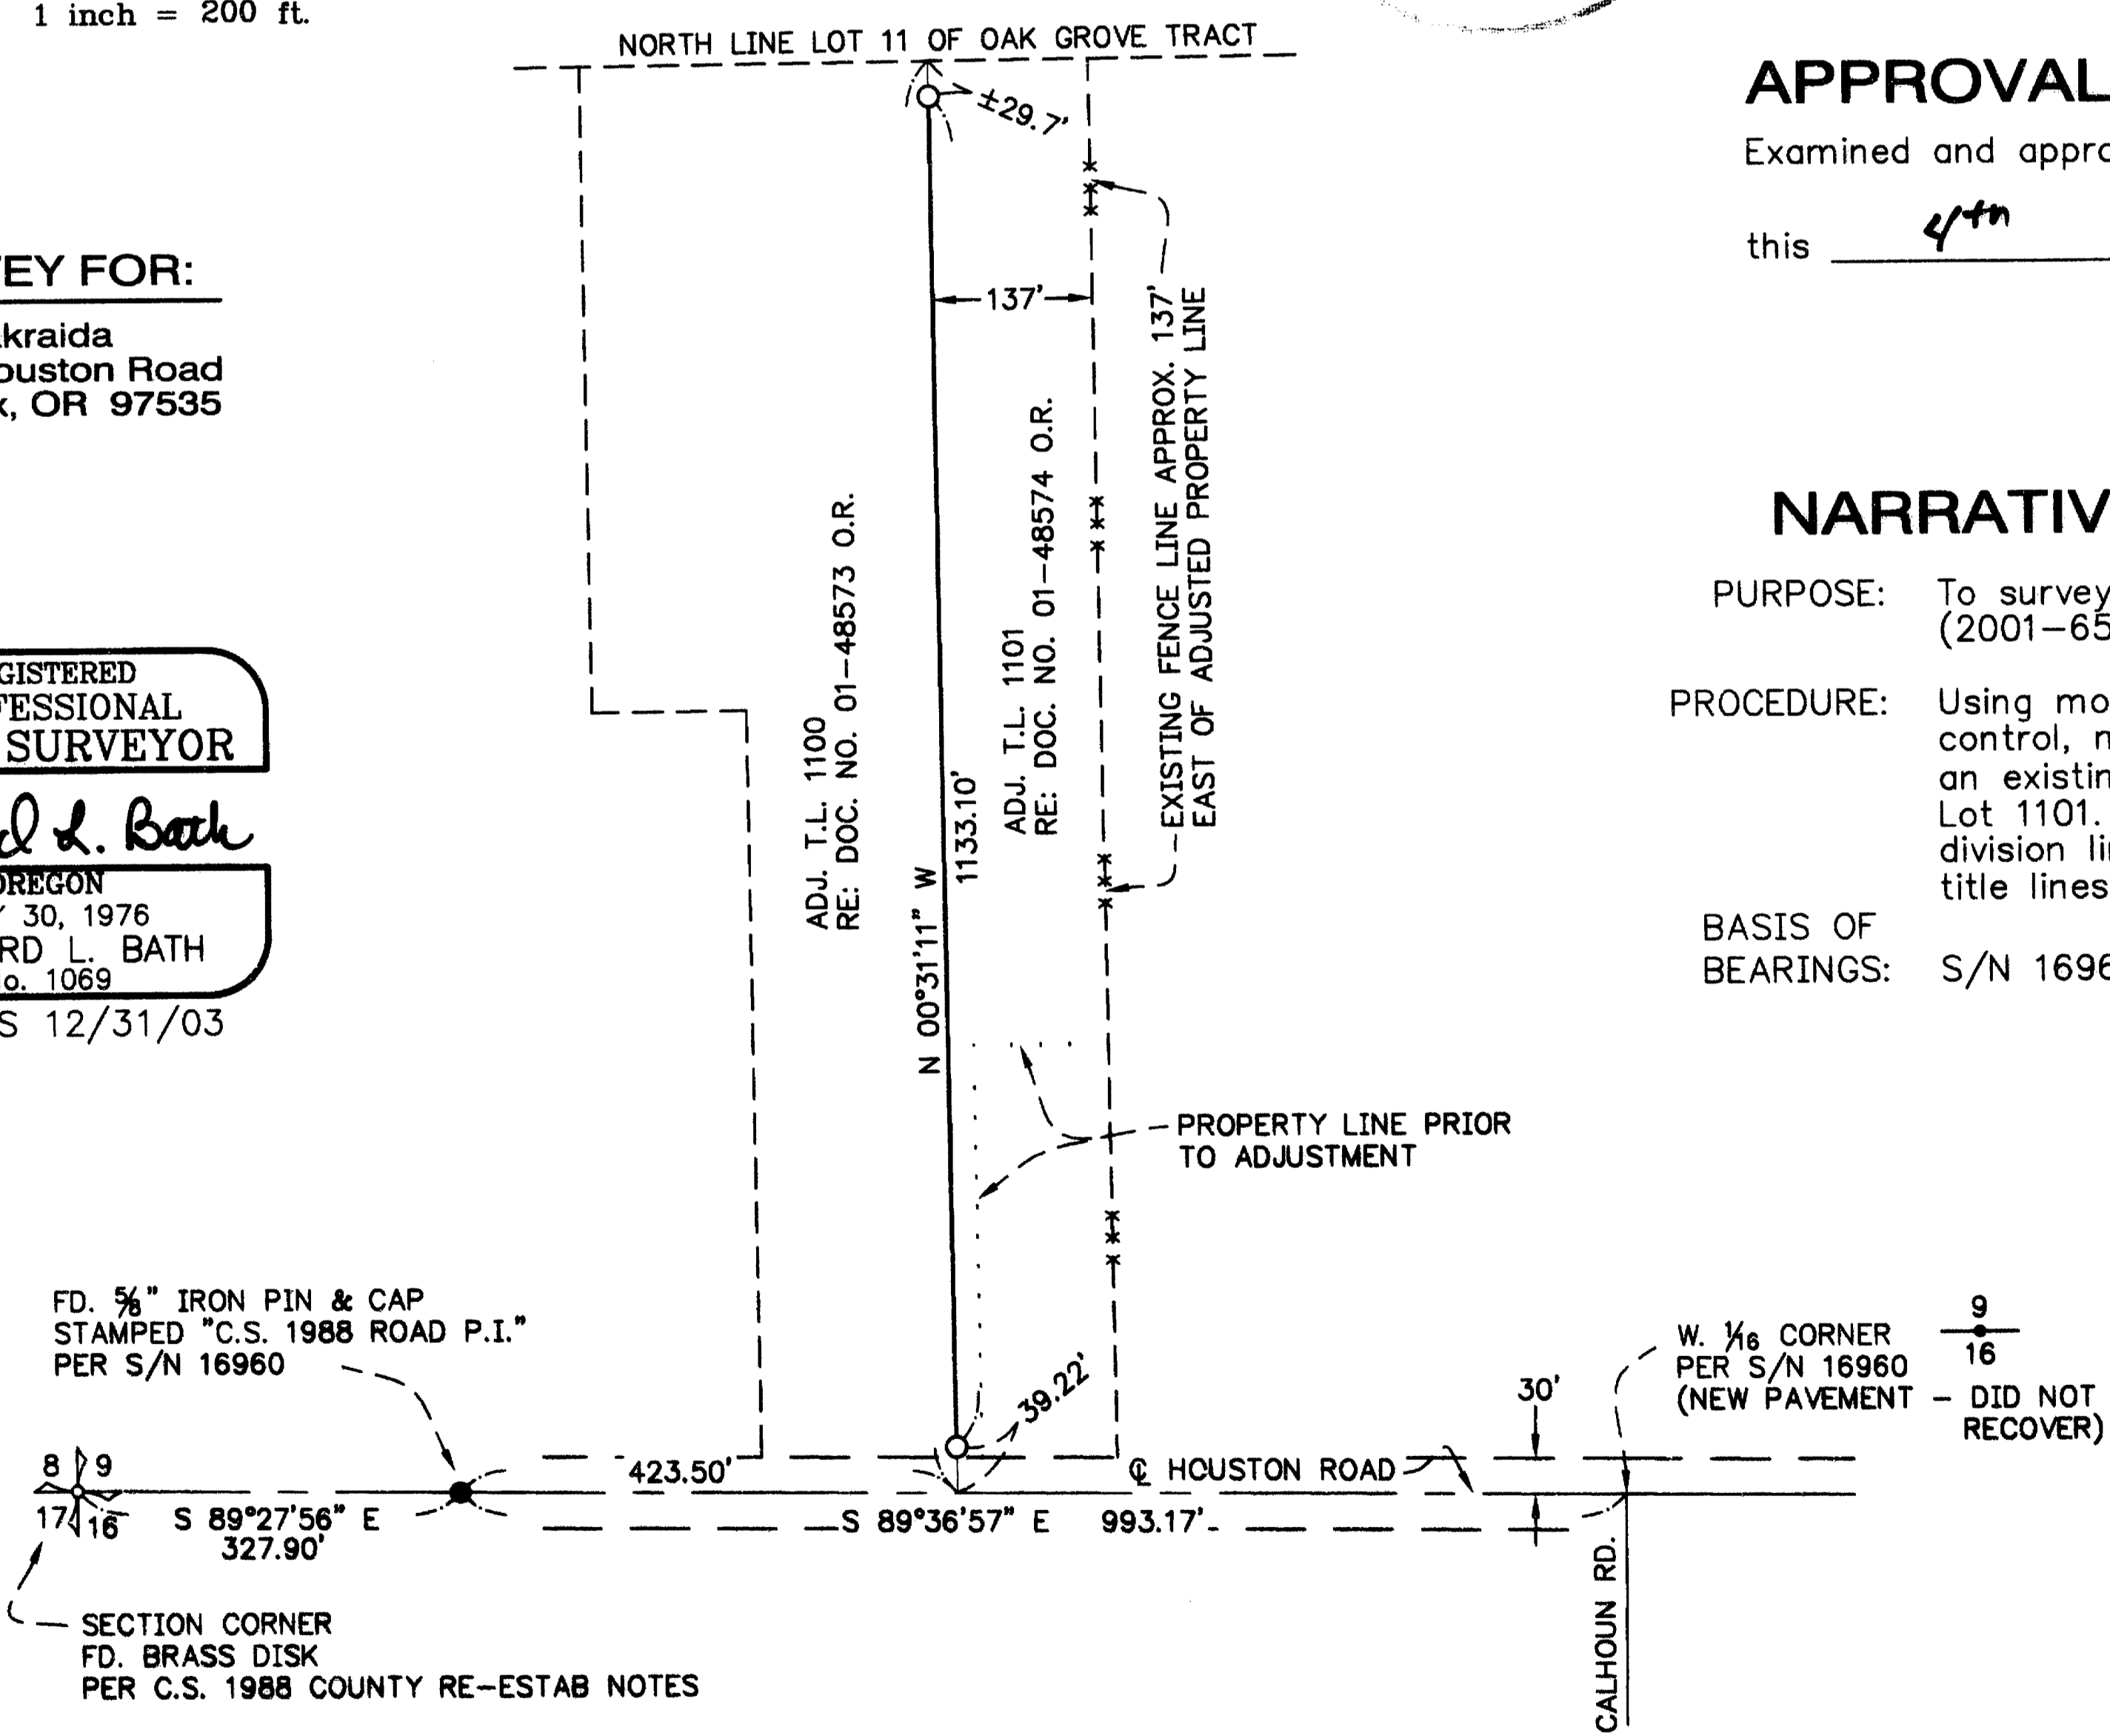 1 inch = 200 ft.
NORTH LINE LOT 11 OF OAK GROVE TRACT
±29.7'
APPROVAL
Examined and appro
this 4th
EY FOR:
kraida
ouston Road
, OR 97535
137'
EXISTING FENCE LINE APPROX. 137'
EAST OF ADJUSTED PROPERTY LINE
ADJ. T.L. 1100
RE: DOC. NO. 01-48573 O.R.
ADJ. T.L. 1101
RE: DOC. NO. 01-48574 O.R.
N 00°31'11" W
1133.10'
NARRATIV
PURPOSE: To survey
(2001-65
PROCEDURE: Using mo
control, n
an existin
Lot 1101.
division li
title lines
BASIS OF
BEARINGS: S/N 1696
GISTERED
FESSIONAL
SURVEYOR
d L. Bath
OREGON
30, 1976
RD L. BATH
o. 1069
S 12/31/03
PROPERTY LINE PRIOR
TO ADJUSTMENT
FD. 5/8" IRON PIN & CAP
STAMPED "C.S. 1988 ROAD P.I."
PER S/N 16960
39.22'
30'
W. 1/16 CORNER
PER S/N 16960
(NEW PAVEMENT - DID NOT
RECOVER)
9
16
8 9
17 16
423.50'
℄ HOUSTON ROAD
S 89°27'56" E
327.90'
S 89°36'57" E 993.17'
CALHOUN RD.
SECTION CORNER
FD. BRASS DISK
PER C.S. 1988 COUNTY RE-ESTAB NOTES